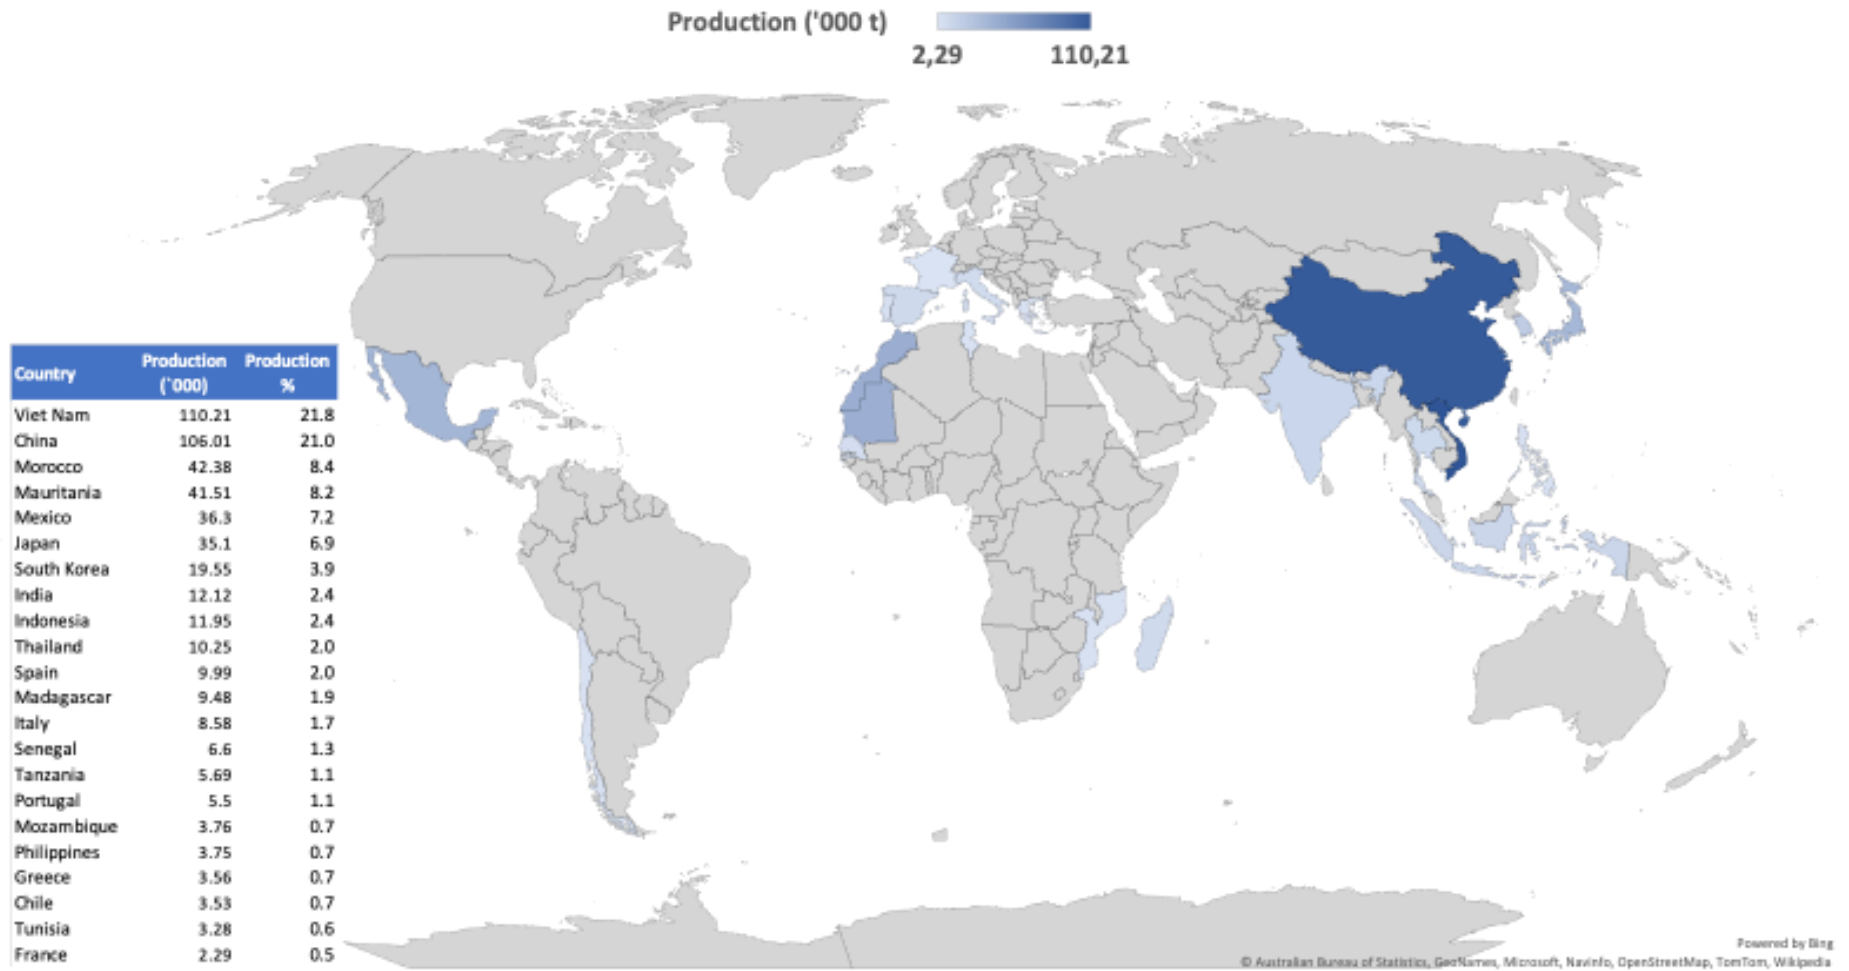 Production ('000 t)
2,29 110,21
Country Production (`000) Production %
Viet Nam 110.21 21.8
China 106.01 21.0
Morocco 42.38 8.4
Mauritania 41.51 8.2
Mexico 36.3 7.2
Japan 35.1 6.9
South Korea 19.55 3.9
India 12.12 2.4
Indonesia 11.95 2.4
Thailand 10.25 2.0
Spain 9.99 2.0
Madagascar 9.48 1.9
Italy 8.58 1.7
Senegal 6.6 1.3
Tanzania 5.69 1.1
Portugal 5.5 1.1
Mozambique 3.76 0.7
Philippines 3.75 0.7
Greece 3.56 0.7
Chile 3.53 0.7
Tunisia 3.28 0.6
France 2.29 0.5
Powered by Bing
© Australian Bureau of Statistics, GeoNames, Microsoft, Navinfo, OpenStreetMap, TomTom, Wikipedia